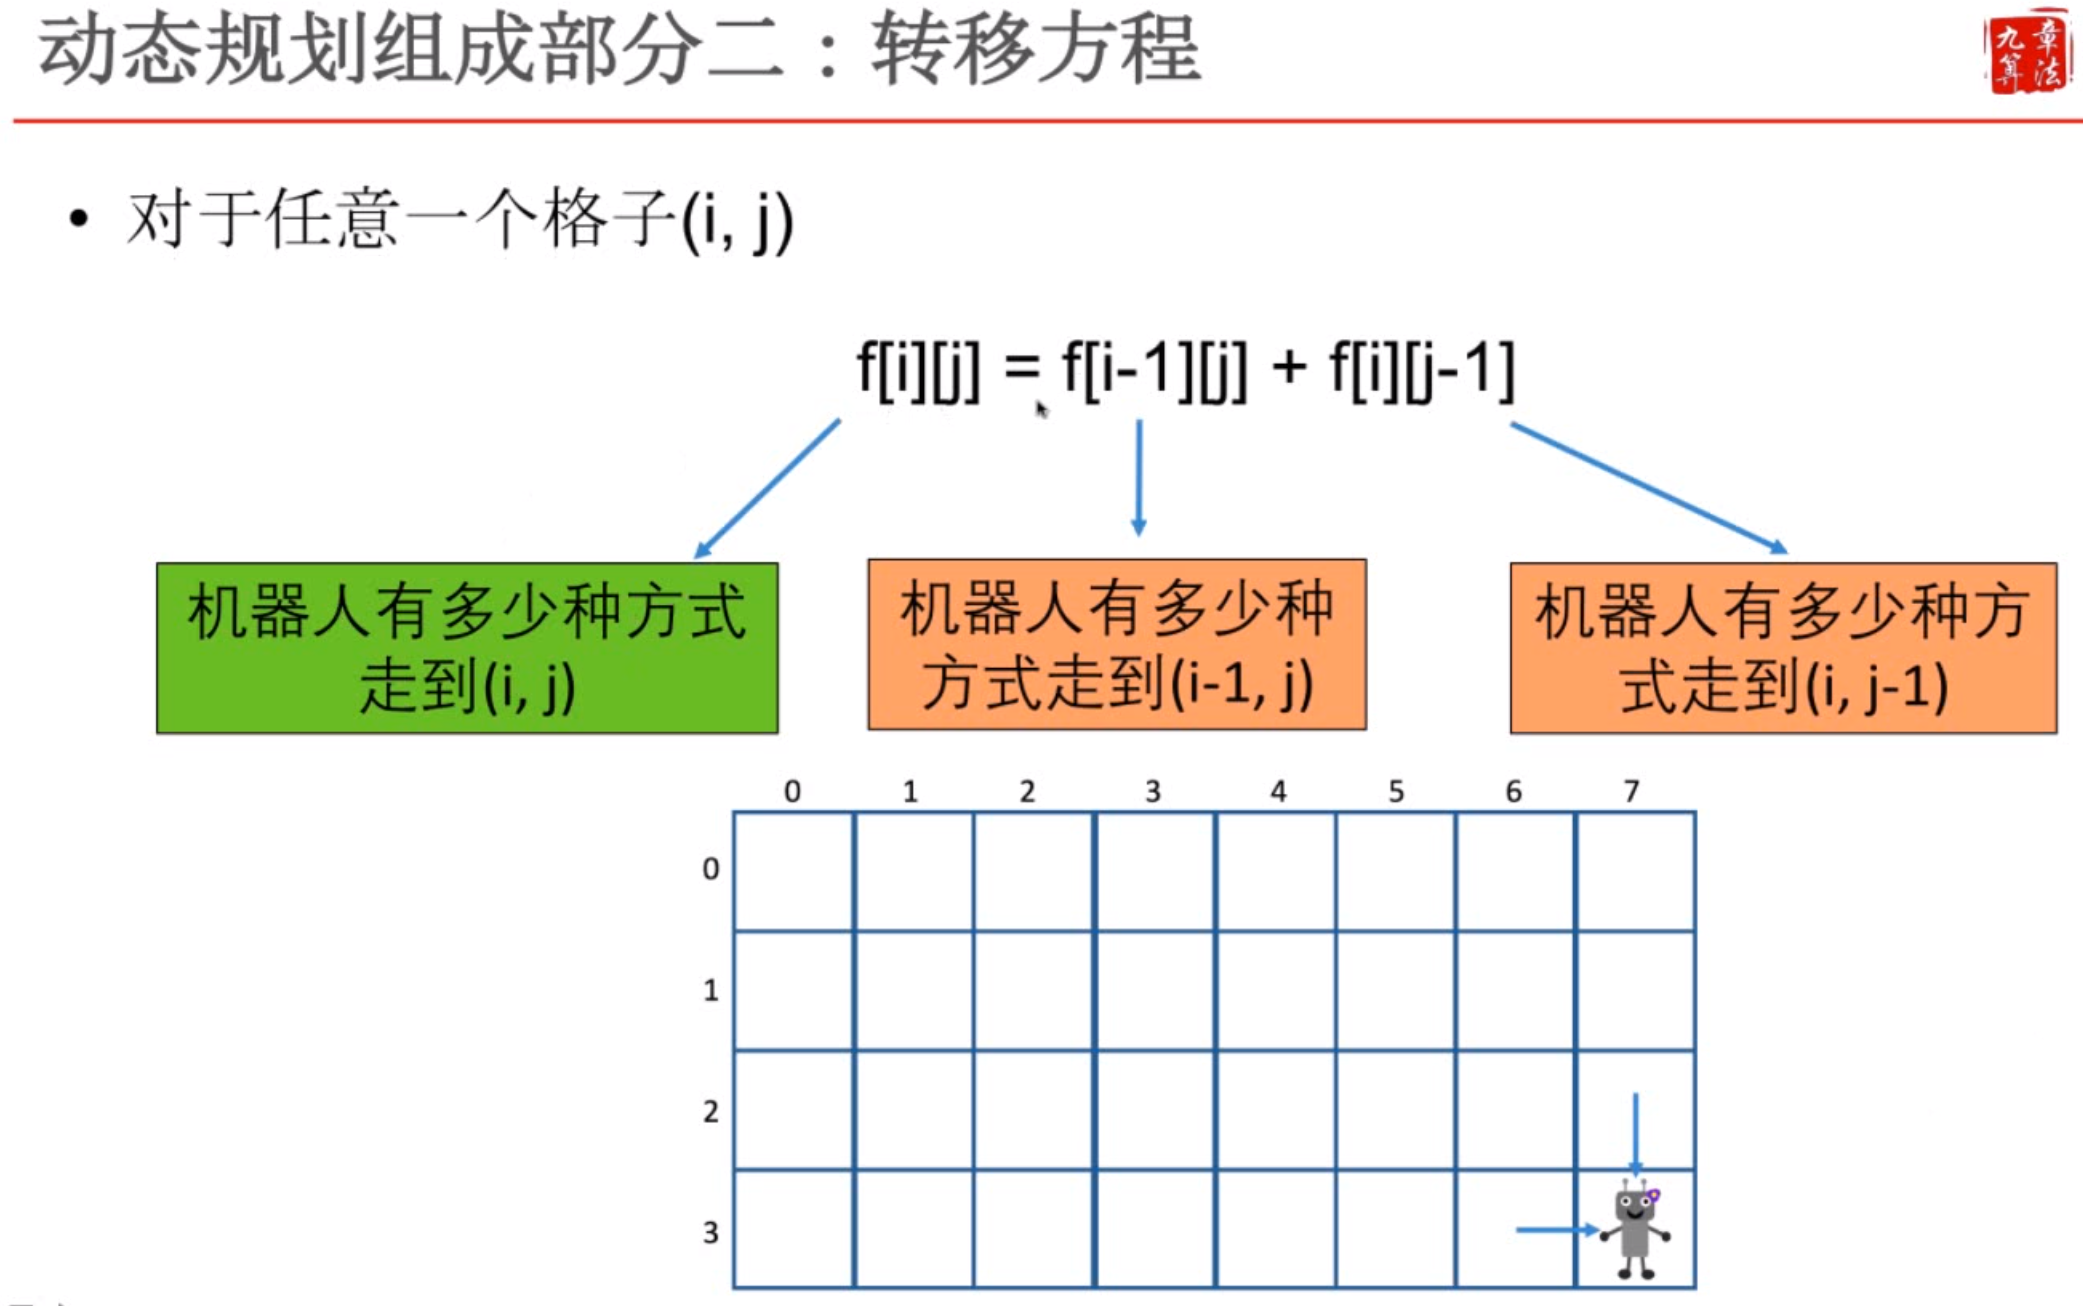 动态规划组成部分二：转移方程
九章算法
• 对于任意一个格子(i, j)
f[i][j] = f[i-1][j] + f[i][j-1]
机器人有多少种方式
走到(i, j)
机器人有多少种
方式走到(i-1, j)
机器人有多少种方
式走到(i, j-1)
0 1 2 3 4 5 6 7
0
1
2
3